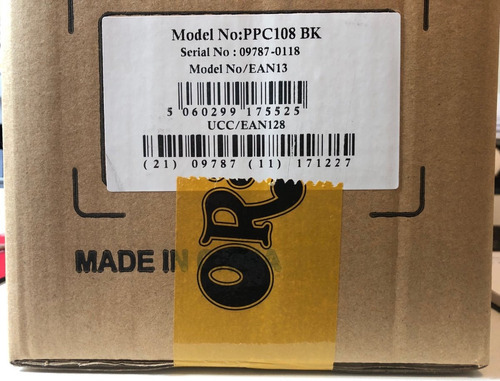 Model No:PPC108 BK
Serial No : 09787-0118
Model No/EAN13
5 060299 175525
UCC/EAN128
(21) 09787 (11) 171227
OR
MADE IN